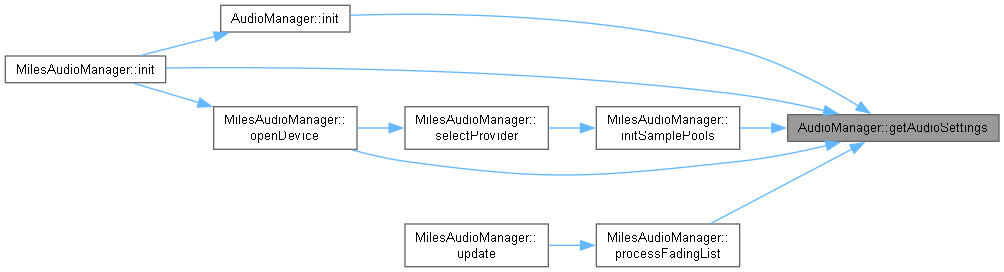 AudioManager::init
MilesAudioManager::init
MilesAudioManager::
openDevice
MilesAudioManager::
selectProvider
MilesAudioManager::
initSamplePools
AudioManager::getAudioSettings
MilesAudioManager::
update
MilesAudioManager::
processFadingList